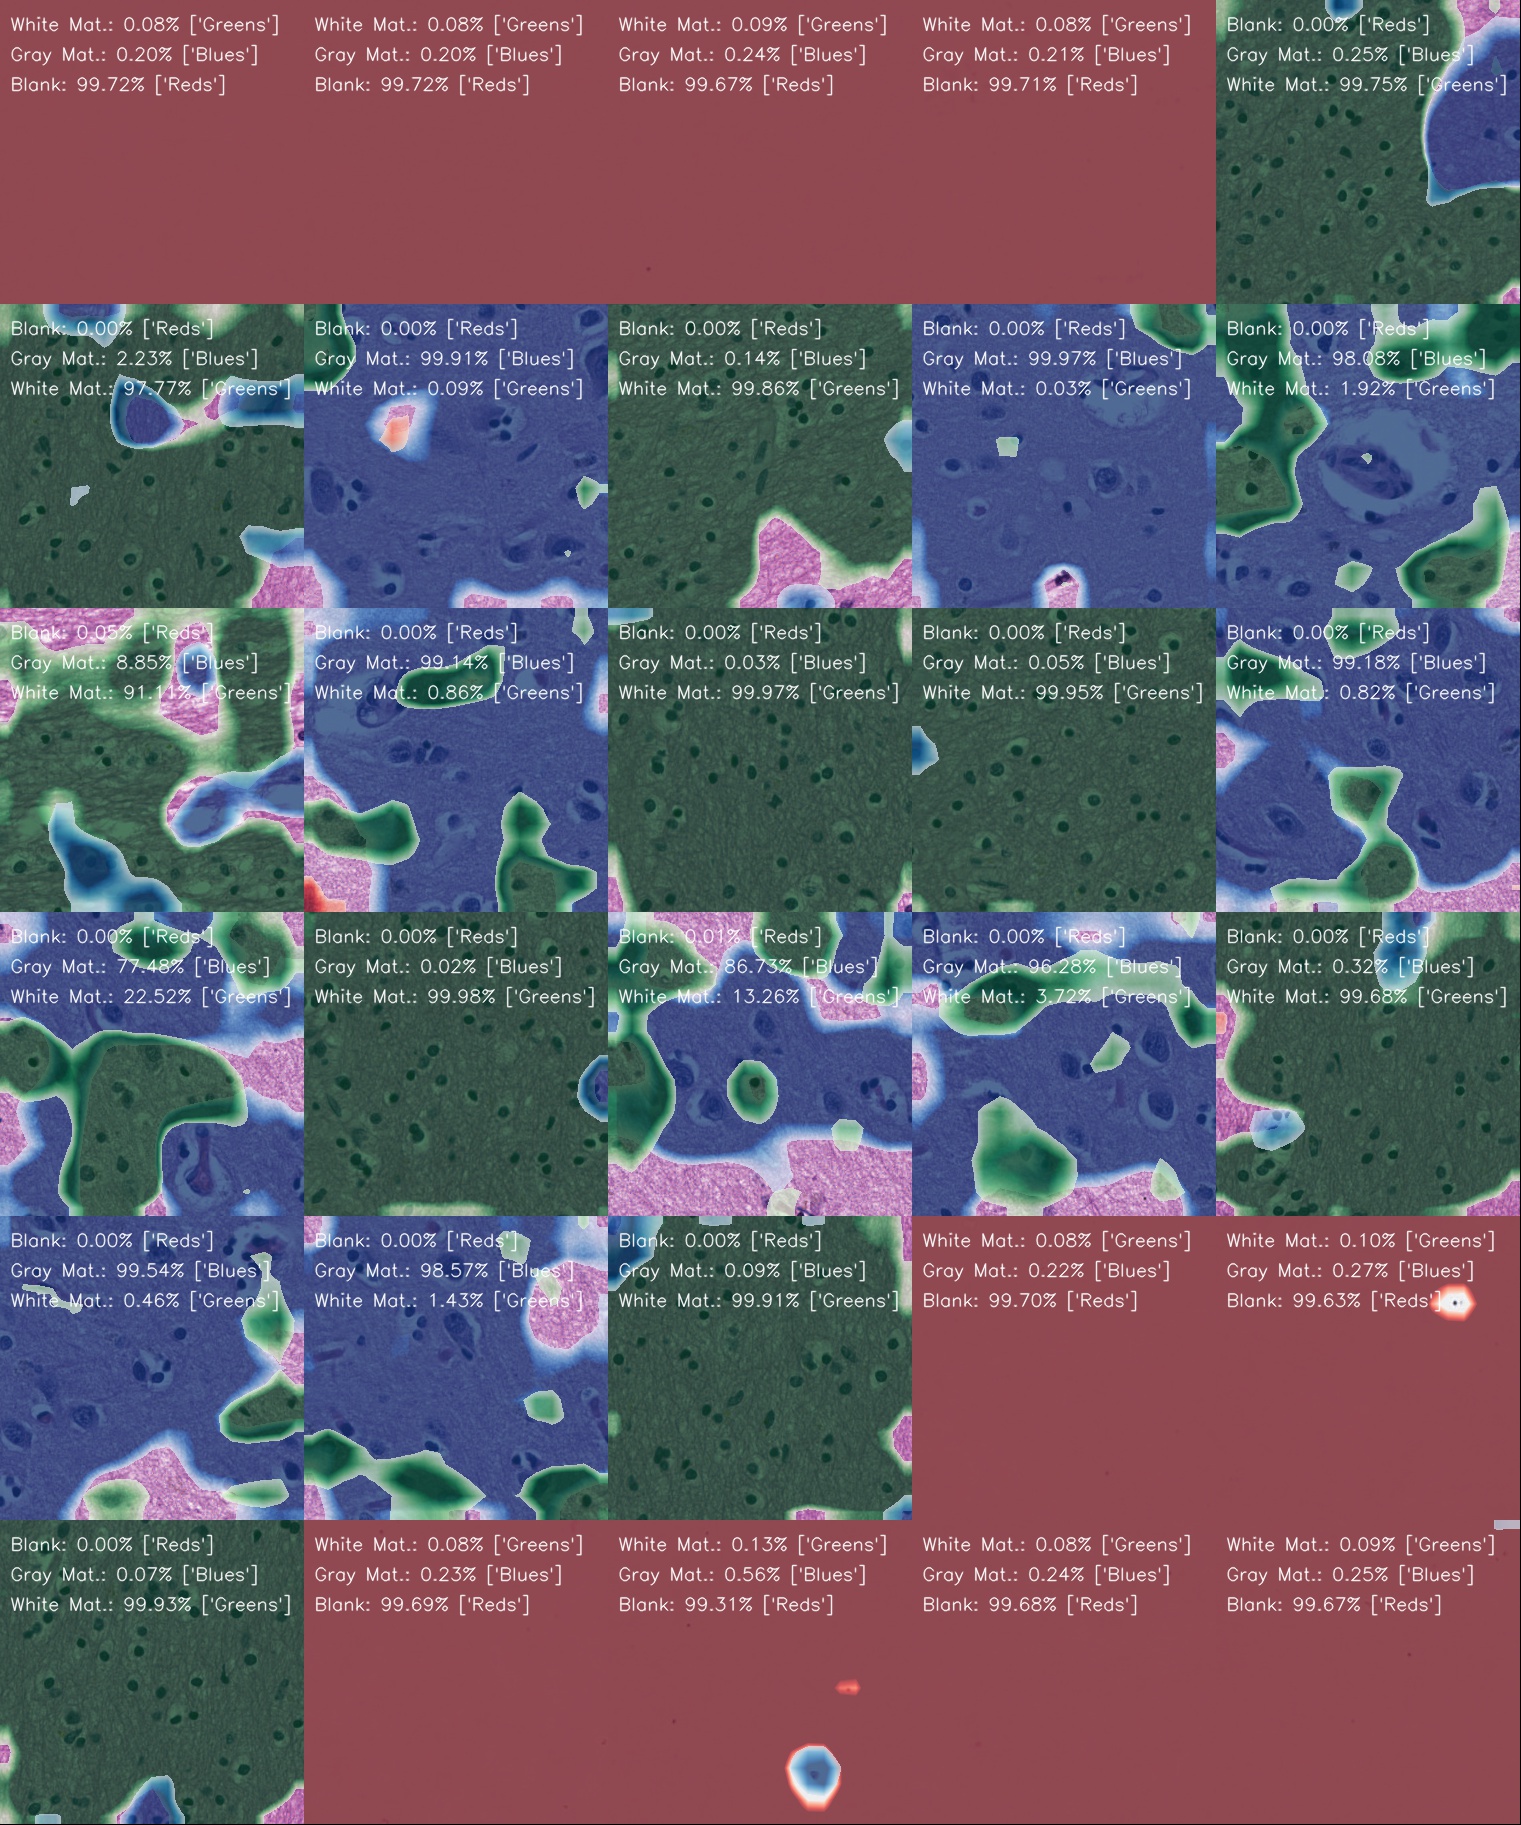 White Mat.: 0.08% ['Greens']
Gray Mat.: 0.20% ['Blues']
Blank: 99.72% ['Reds']
White Mat.: 0.08% ['Greens']
Gray Mat.: 0.20% ['Blues']
Blank: 99.72% ['Reds']
White Mat.: 0.09% ['Greens']
Gray Mat.: 0.24% ['Blues']
Blank: 99.67% ['Reds']
White Mat.: 0.08% ['Greens']
Gray Mat.: 0.21% ['Blues']
Blank: 99.71% ['Reds']
Blank: 0.00% ['Reds']
Gray Mat.: 0.25% ['Blues']
White Mat.: 99.75% ['Greens']
Blank: 0.00% ['Reds']
Gray Mat.: 2.23% ['Blues']
White Mat.: 97.77% ['Greens']
Blank: 0.00% ['Reds']
Gray Mat.: 99.91% ['Blues']
White Mat.: 0.09% ['Greens']
Blank: 0.00% ['Reds']
Gray Mat.: 0.14% ['Blues']
White Mat.: 99.86% ['Greens']
Blank: 0.00% ['Reds']
Gray Mat.: 99.97% ['Blues']
White Mat.: 0.03% ['Greens']
Blank: 0.00% ['Reds']
Gray Mat.: 98.08% ['Blues']
White Mat.: 1.92% ['Greens']
Blank: 0.05% ['Reds']
Gray Mat.: 8.85% ['Blues']
White Mat.: 91.11% ['Greens']
Blank: 0.00% ['Reds']
Gray Mat.: 99.14% ['Blues']
White Mat.: 0.86% ['Greens']
Blank: 0.00% ['Reds']
Gray Mat.: 0.03% ['Blues']
White Mat.: 99.97% ['Greens']
Blank: 0.00% ['Reds']
Gray Mat.: 0.05% ['Blues']
White Mat.: 99.95% ['Greens']
Blank: 0.00% ['Reds']
Gray Mat.: 99.18% ['Blues']
White Mat.: 0.82% ['Greens']
Blank: 0.00% ['Reds']
Gray Mat.: 77.48% ['Blues']
White Mat.: 22.52% ['Greens']
Blank: 0.00% ['Reds']
Gray Mat.: 0.02% ['Blues']
White Mat.: 99.98% ['Greens']
Blank: 0.01% ['Reds']
Gray Mat.: 86.73% ['Blues']
White Mat.: 13.26% ['Greens']
Blank: 0.00% ['Reds']
Gray Mat.: 96.28% ['Blues']
White Mat.: 3.72% ['Greens']
Blank: 0.00% ['Reds']
Gray Mat.: 0.32% ['Blues']
White Mat.: 99.68% ['Greens']
Blank: 0.00% ['Reds']
Gray Mat.: 99.54% ['Blues']
White Mat.: 0.46% ['Greens']
Blank: 0.00% ['Reds']
Gray Mat.: 98.57% ['Blues']
White Mat.: 1.43% ['Greens']
Blank: 0.00% ['Reds']
Gray Mat.: 0.09% ['Blues']
White Mat.: 99.91% ['Greens']
White Mat.: 0.08% ['Greens']
Gray Mat.: 0.22% ['Blues']
Blank: 99.70% ['Reds']
White Mat.: 0.10% ['Greens']
Gray Mat.: 0.27% ['Blues']
Blank: 99.63% ['Reds']
Blank: 0.00% ['Reds']
Gray Mat.: 0.07% ['Blues']
White Mat.: 99.93% ['Greens']
White Mat.: 0.08% ['Greens']
Gray Mat.: 0.23% ['Blues']
Blank: 99.69% ['Reds']
White Mat.: 0.13% ['Greens']
Gray Mat.: 0.56% ['Blues']
Blank: 99.31% ['Reds']
White Mat.: 0.08% ['Greens']
Gray Mat.: 0.24% ['Blues']
Blank: 99.68% ['Reds']
White Mat.: 0.09% ['Greens']
Gray Mat.: 0.25% ['Blues']
Blank: 99.67% ['Reds']